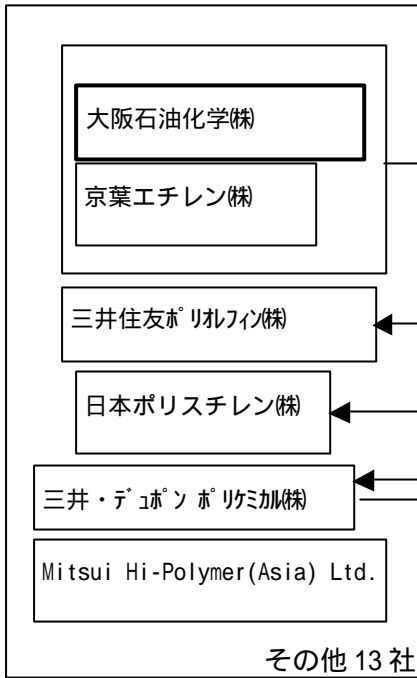 大阪石油化学㈱
京葉エチレン㈱
三井住友ﾎﾟﾘｵﾚﾌｨﾝ㈱
日本ポリスチレン㈱
三井・ﾃﾞｭﾎﾟﾝ ﾎﾟﾘｹﾐｶﾙ㈱
Mitsui Hi-Polymer(Asia) Ltd.
その他 13 社